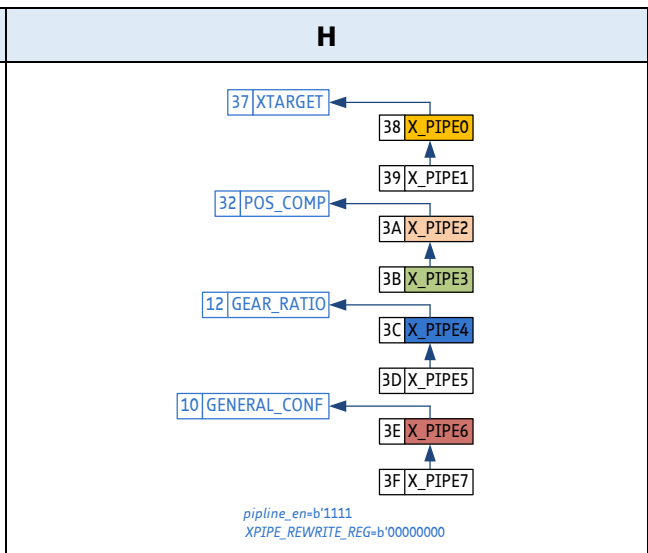 H
37 XTARGET
38 X_PIPE0
39 X_PIPE1
32 POS_COMP
3A X_PIPE2
3B X_PIPE3
12 GEAR_RATIO
3C X_PIPE4
3D X_PIPE5
10 GENERAL_CONF
3E X_PIPE6
3F X_PIPE7
pipline_en=b'1111
XPIPE_REWRITE_REG=b'00000000